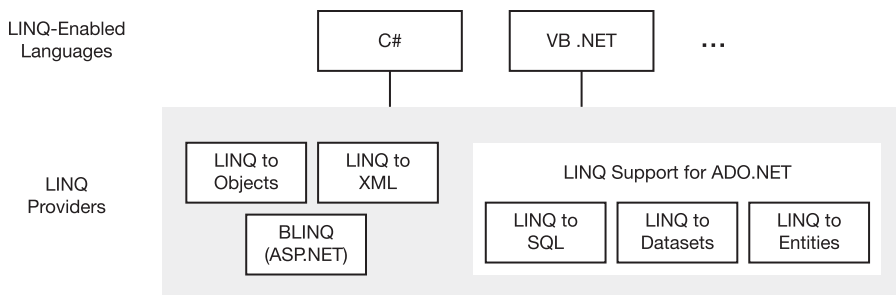 LINQ-Enabled
Languages
C#
VB .NET
...
LINQ
Providers
LINQ to
Objects
LINQ to
XML
BLINQ
(ASP.NET)
LINQ Support for ADO.NET
LINQ to
SQL
LINQ to
Datasets
LINQ to
Entities